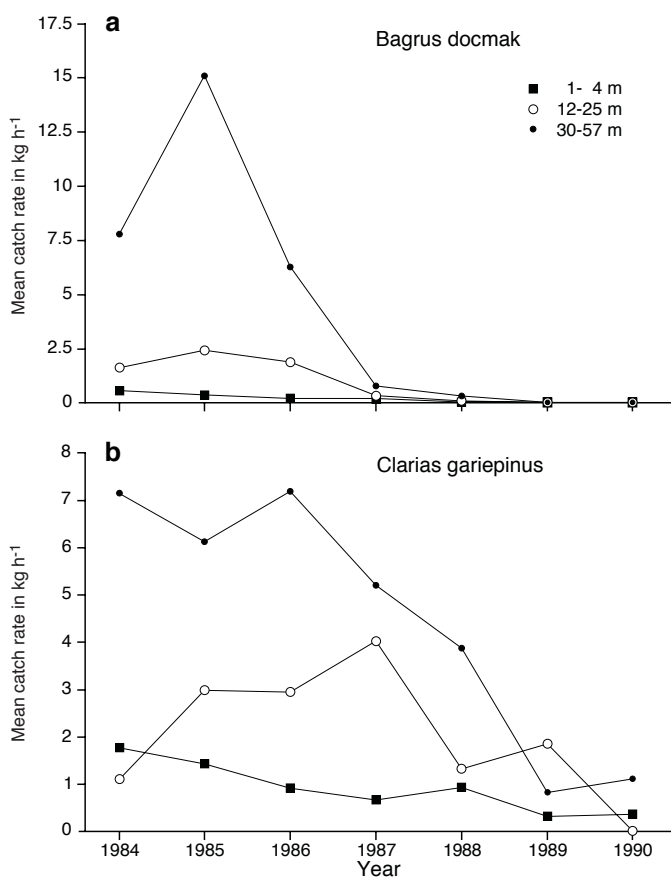 a
Bagrus docmak
17.5
15
12.5
10
7.5
5
2.5
0
Mean catch rate in kg h-1
1- 4 m
12-25 m
30-57 m
b
Clarias gariepinus
8
7
6
5
4
3
2
1
0
Mean catch rate in kg h-1
1984 1985 1986 1987 1988 1989 1990
Year